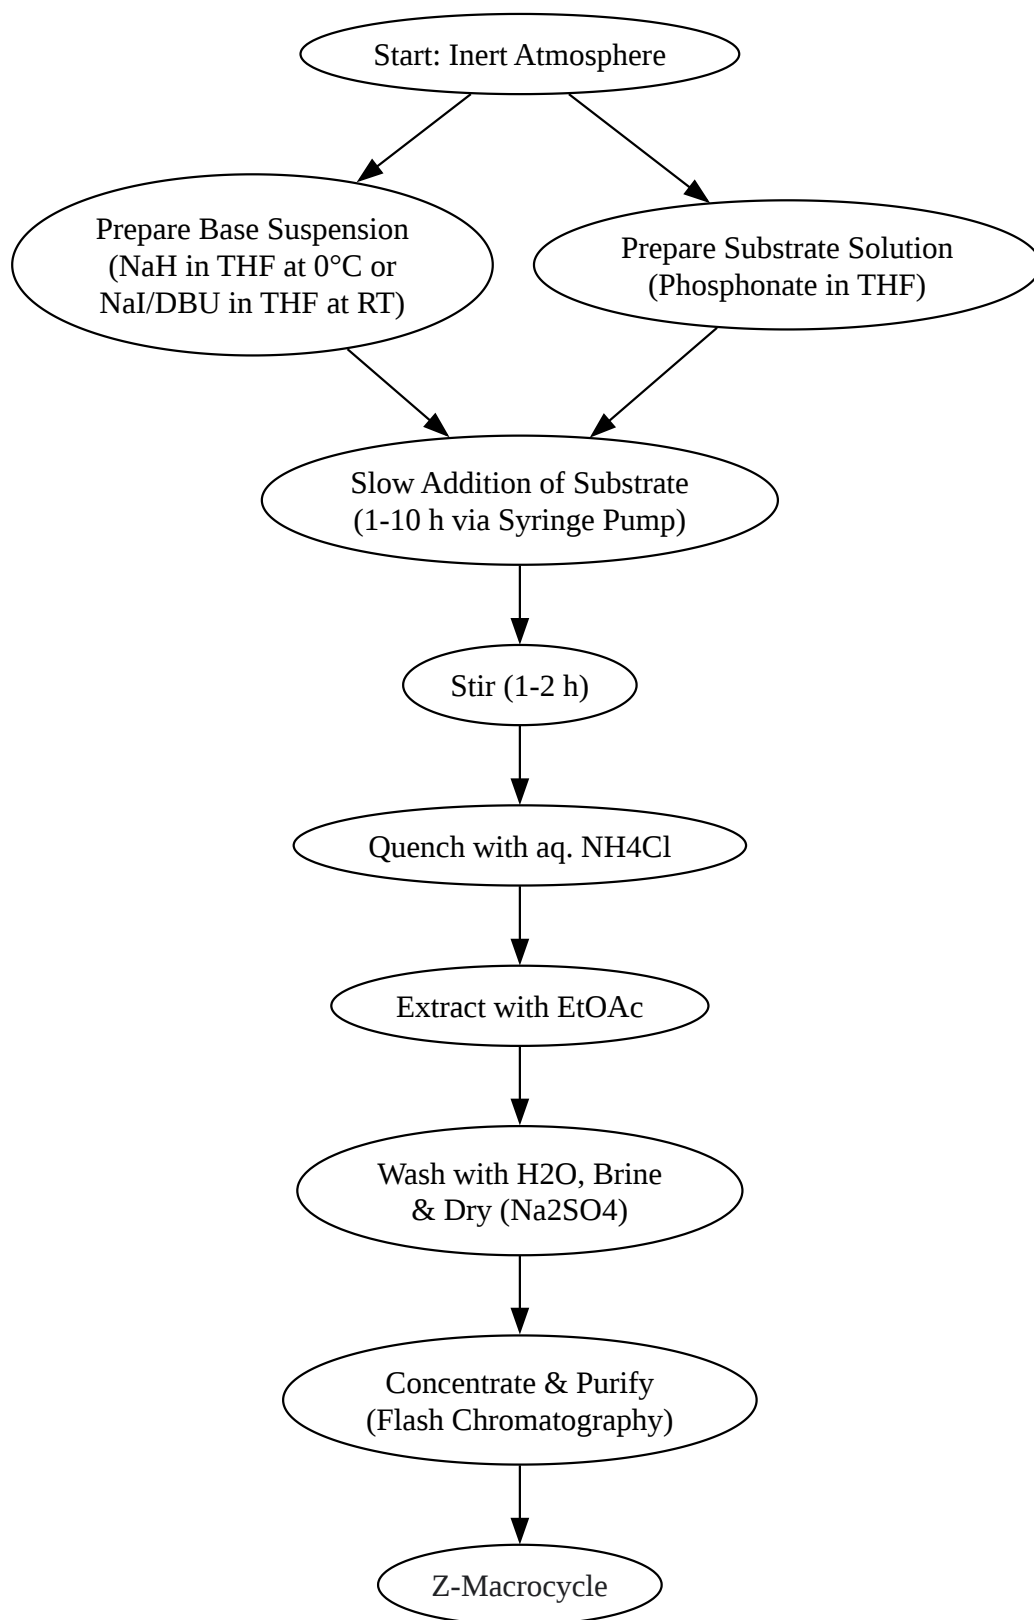 Start: Inert Atmosphere
Prepare Base Suspension
(NaH in THF at 0°C or
NaI/DBU in THF at RT)
Prepare Substrate Solution
(Phosphonate in THF)
Slow Addition of Substrate
(1-10 h via Syringe Pump)
Stir (1-2 h)
Quench with aq. NH4Cl
Extract with EtOAc
Wash with H2O, Brine
& Dry (Na2SO4)
Concentrate & Purify
(Flash Chromatography)
Z-Macrocycle